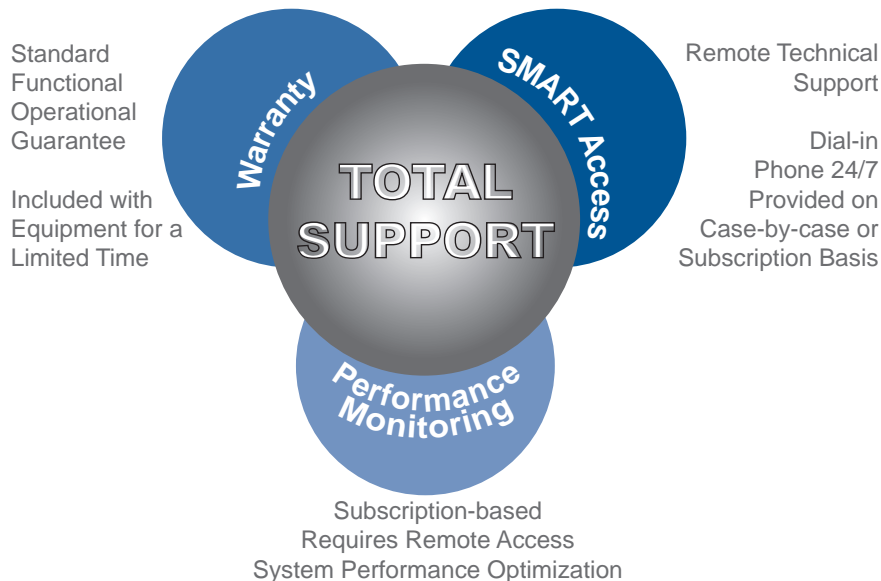 Standard
Functional
Operational
Guarantee
Included with
Equipment for a
Limited Time
Warranty
TOTAL
SUPPORT
SMART Access
Remote Technical
Support
Dial-in
Phone 24/7
Provided on
Case-by-case or
Subscription Basis
Performance
Monitoring
Subscription-based
Requires Remote Access
System Performance Optimization